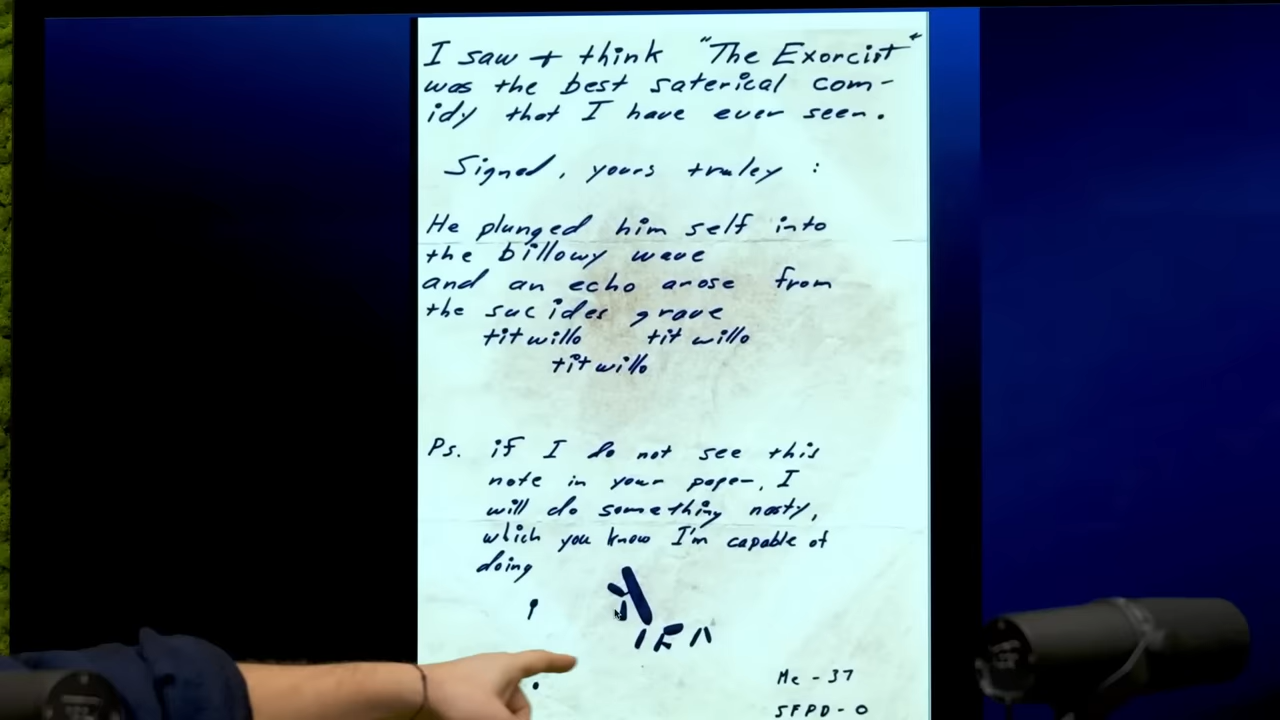 I saw + think "The Exorcist"
was the best saterical com-
idy that I have ever seen.
Signed, yours truley :
He plunged him self into
the billowy wave
and an echo arose from
the sucides grave
titwillo tit willo
titwillo
Ps. if I do not see this
note in your paper, I
will do something nasty,
which you know I'm capable of
doing
Me - 37
SFPD - 0